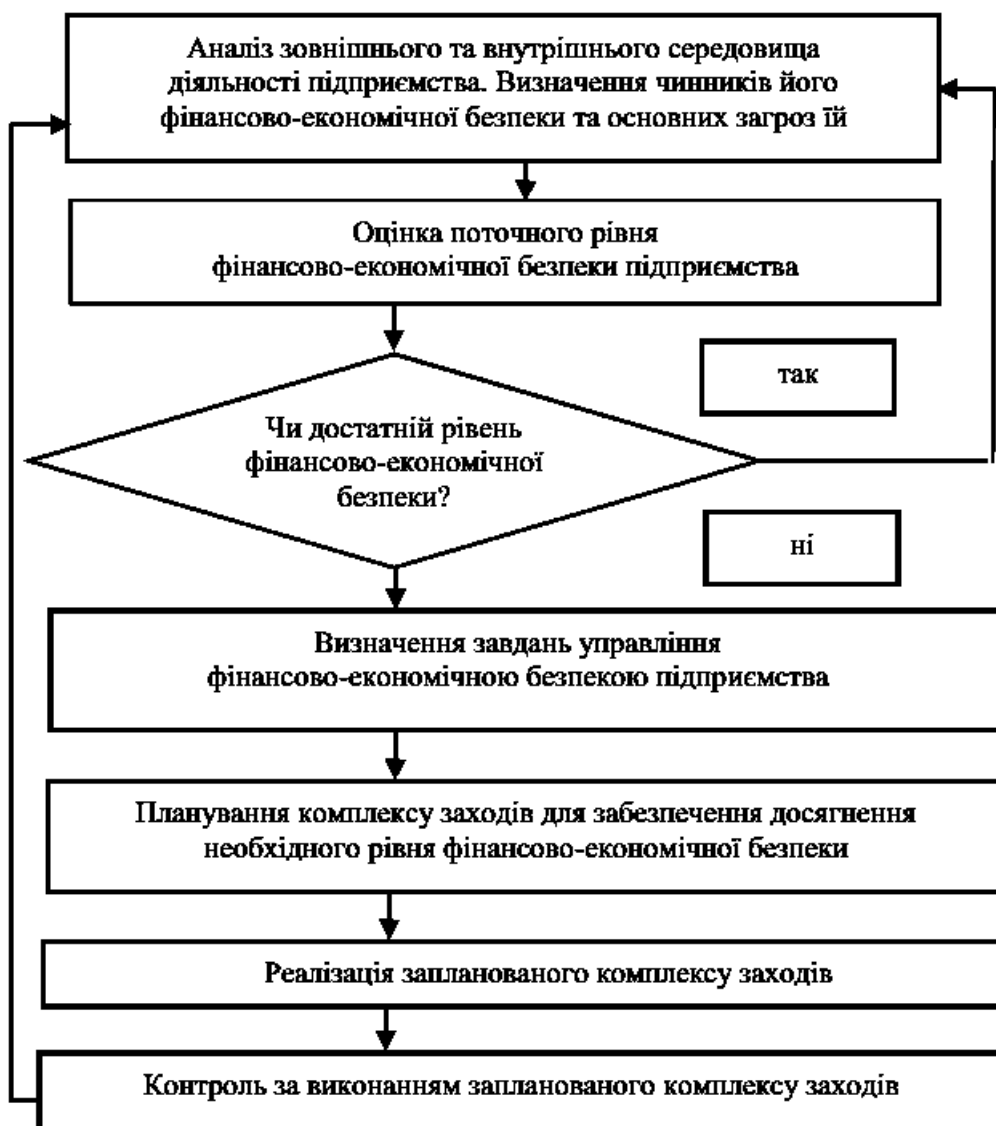 Аналіз зовнішнього та внутрішнього середовища
діяльності підприємства. Визначення чинників його
фінансово-економічної безпеки та основних загроз їй
Оцінка поточного рівня
фінансово-економічної безпеки підприємства
так
Чи достатній рівень
фінансово-економічної
безпеки?
ні
Визначення завдань управління
фінансово-економічною безпекою підприємства
Планування комплексу заходів для забезпечення досягнення
необхідного рівня фінансово-економічної безпеки
Реалізація запланованого комплексу заходів
Контроль за виконанням запланованого комплексу заходів